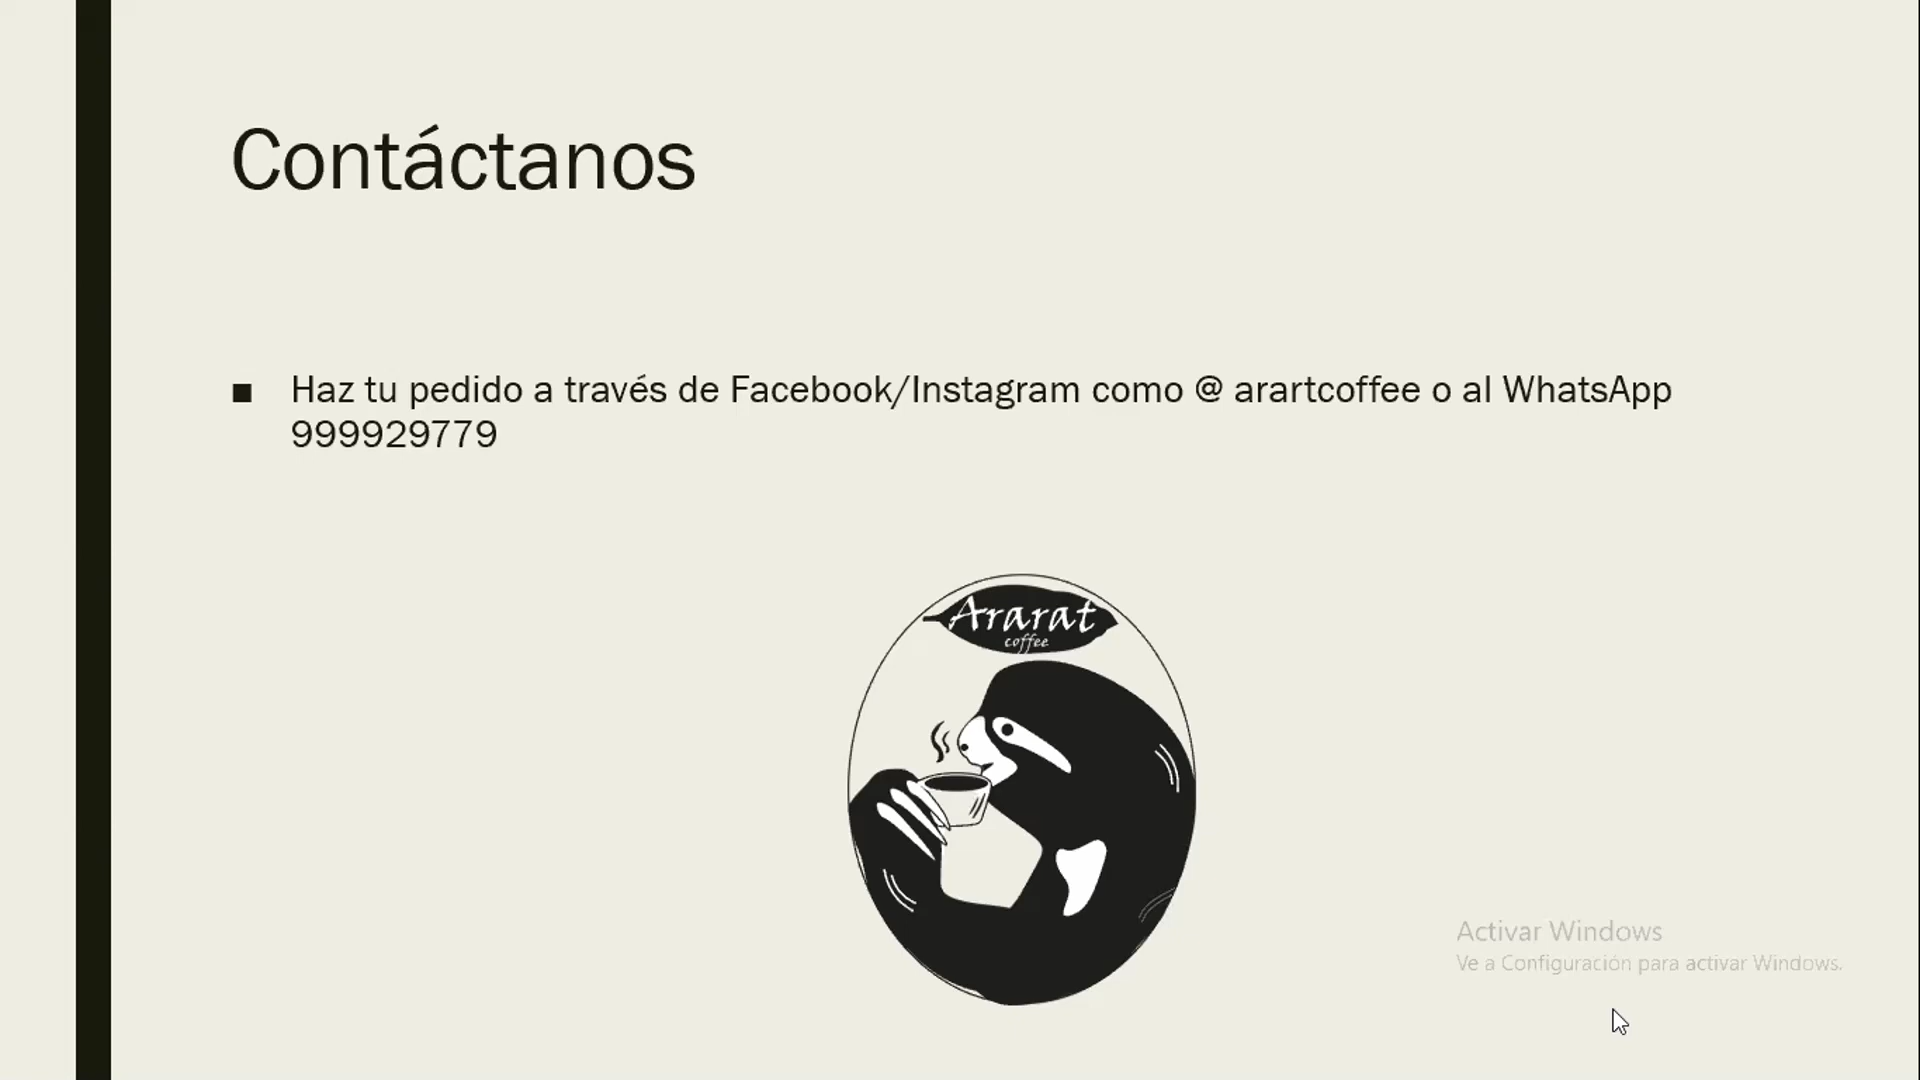 Contáctanos
■ Haz tu pedido a través de Facebook/Instagram como @ arartcoffee o al WhatsApp
999929779
Ararat
coffee
Activar Windows
Ve a Configuración para activar Windows.